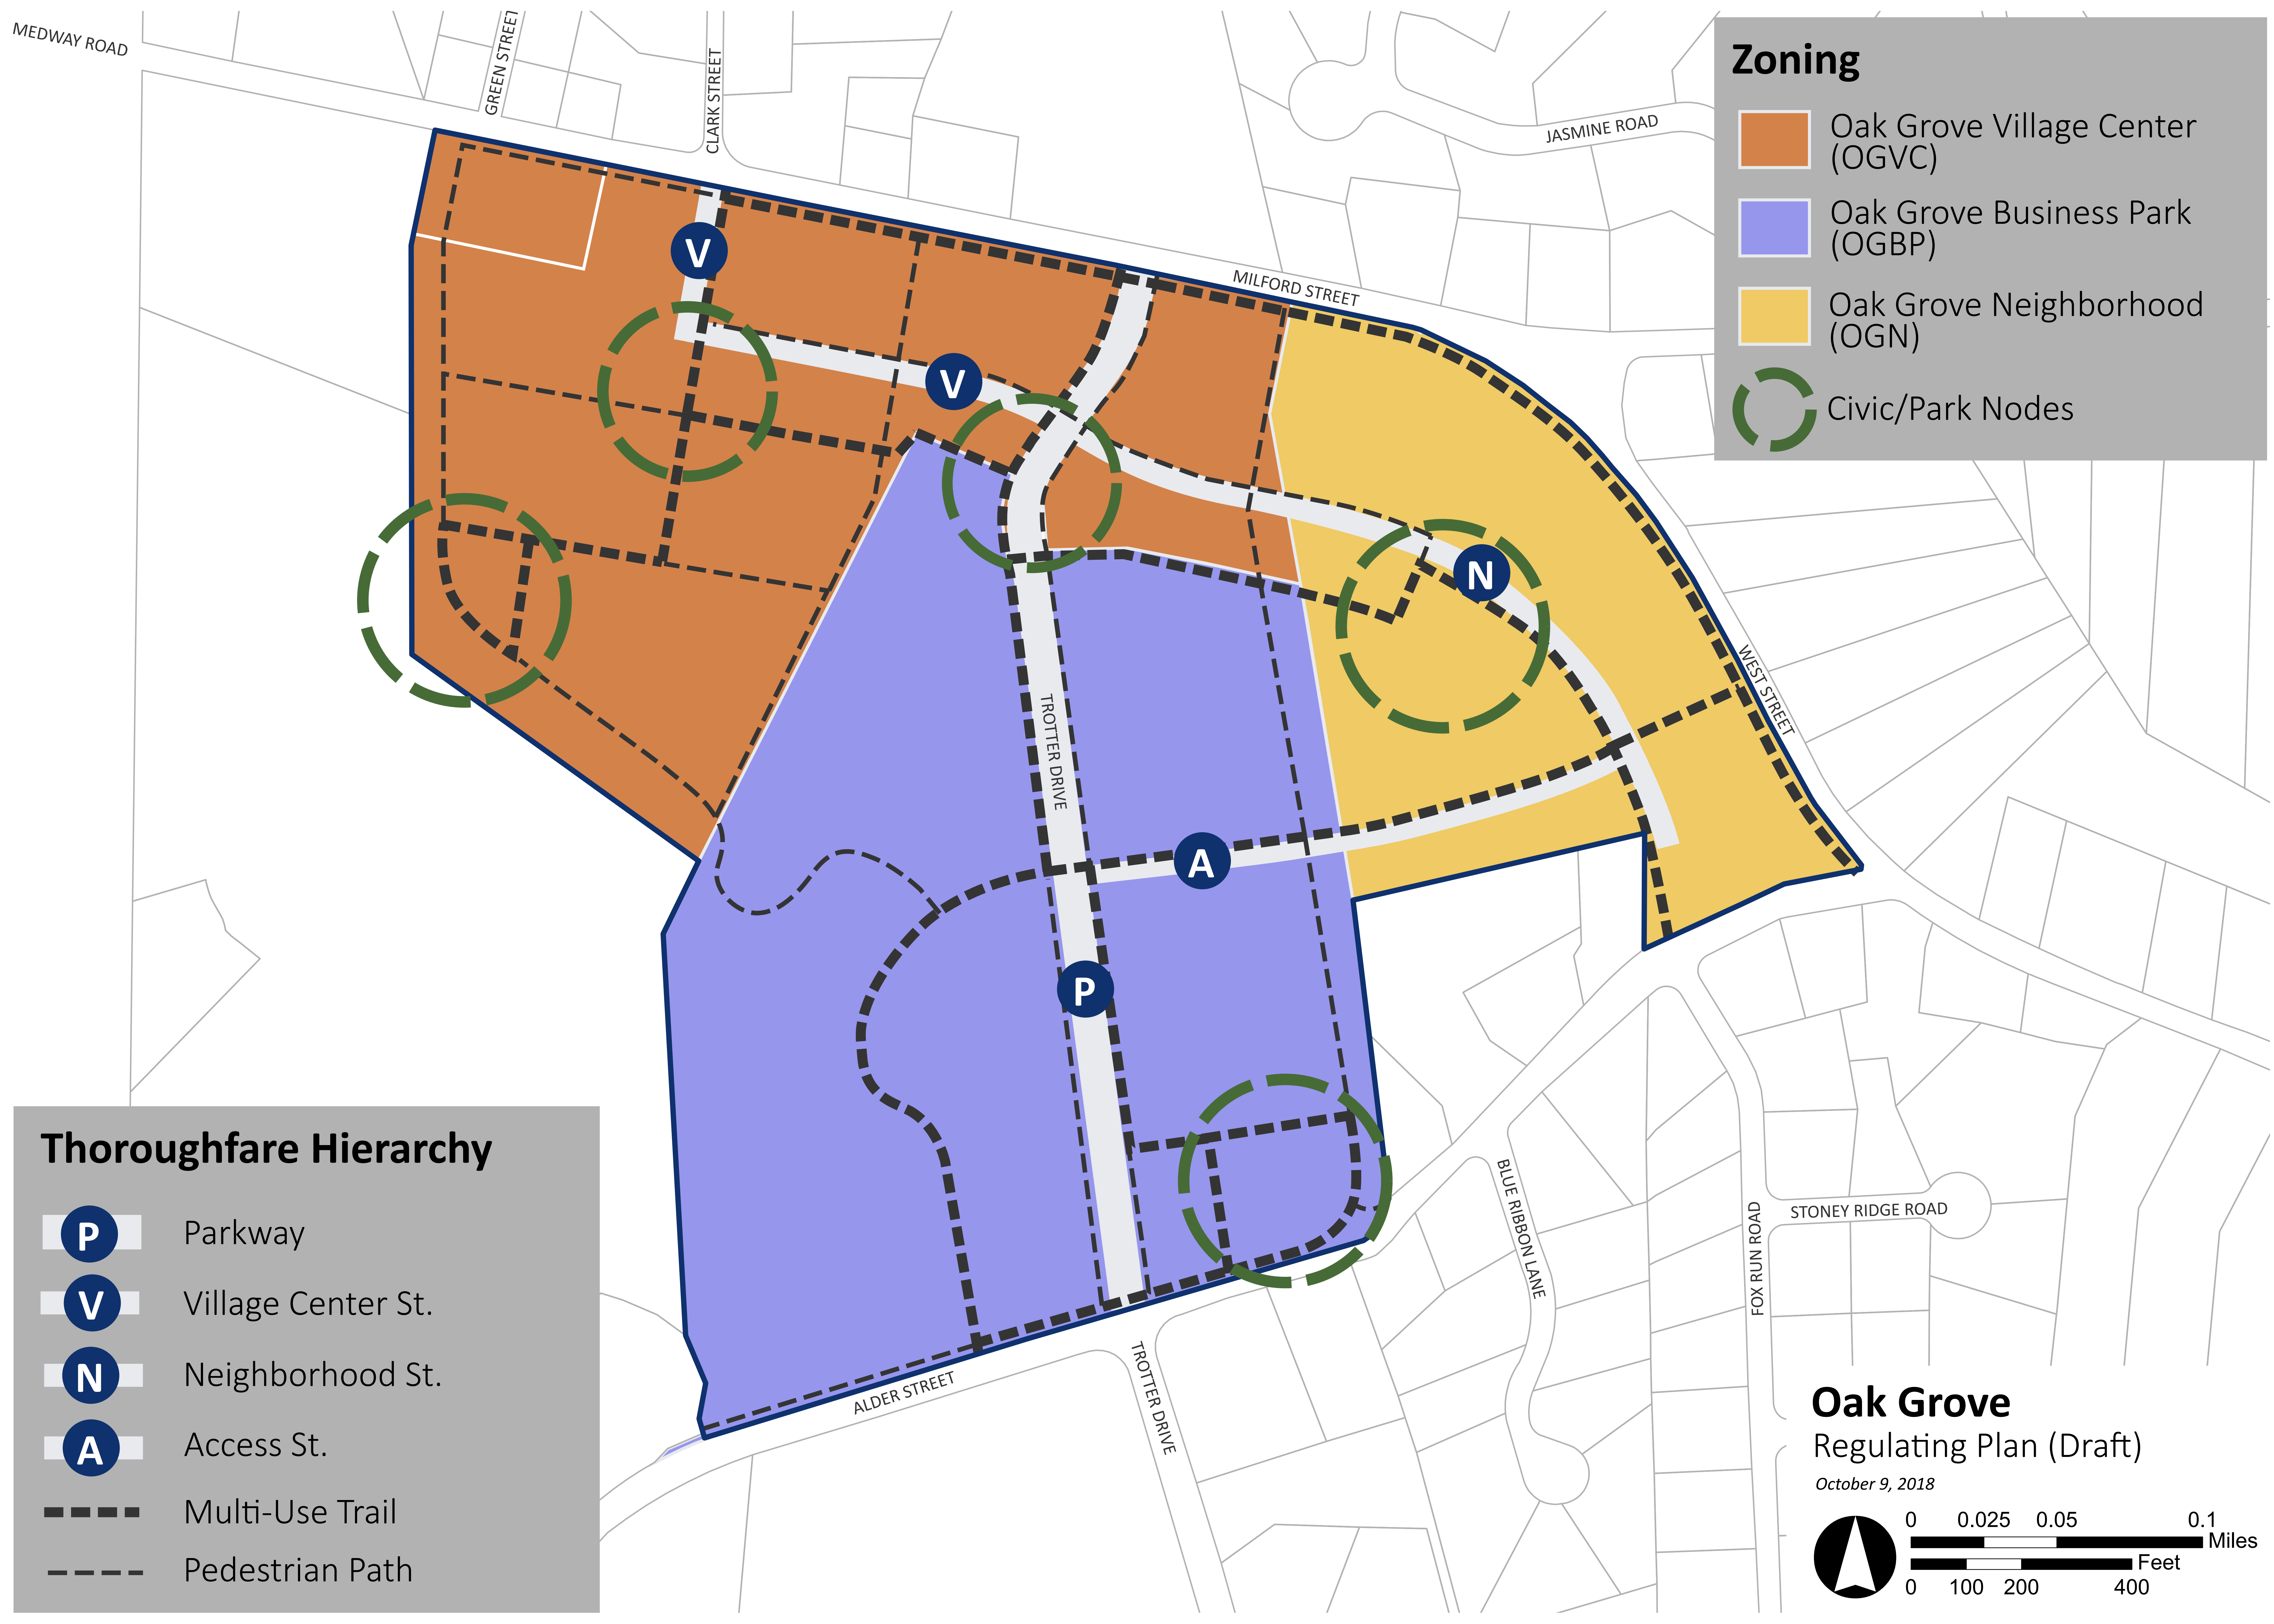 MEDWAY ROAD
GREEN STREET
CLARK STREET
JASMINE ROAD
MILFORD STREET
Zoning
Oak Grove Village Center
(OGVC)
Oak Grove Business Park
(OGBP)
Oak Grove Neighborhood
(OGN)
Civic/Park Nodes
V
V
N
WEST STREET
TROTTER DRIVE
A
P
BLUE RIBBON LANE
STONEY RIDGE ROAD
FOX RUN ROAD
ALDER STREET
TROTTER DRIVE
Thoroughfare Hierarchy
P Parkway
V Village Center St.
N Neighborhood St.
A Access St.
Multi-Use Trail
Pedestrian Path
Oak Grove
Regulating Plan (Draft)
October 9, 2018
0 0.025 0.05 0.1
Miles
Feet
0 100 200 400